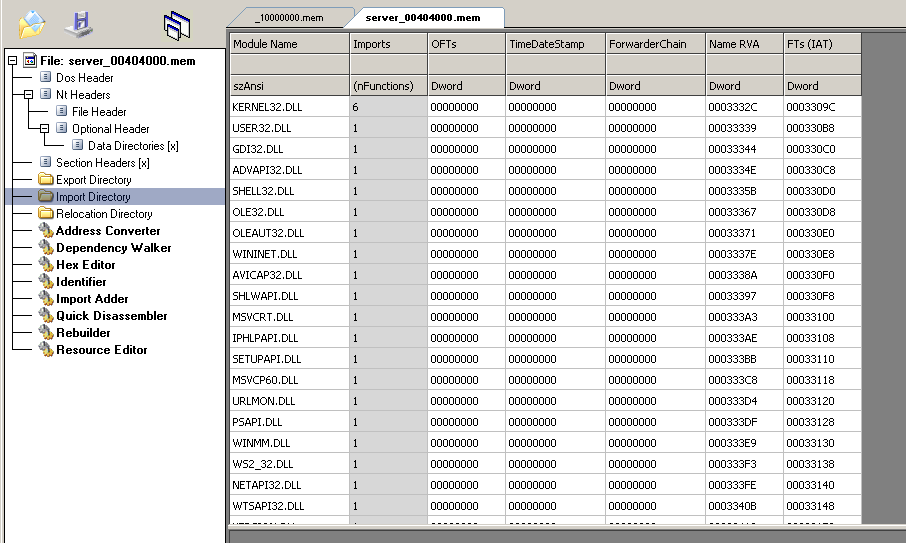 _10000000.mem
server_00404000.mem
File: server_00404000.mem
Dos Header
Nt Headers
File Header
Optional Header
Data Directories [x]
Section Headers [x]
Export Directory
Import Directory
Relocation Directory
Address Converter
Dependency Walker
Hex Editor
Identifier
Import Adder
Quick Disassembler
Rebuilder
Resource Editor
Module Name Imports OFTs TimeDateStamp ForwarderChain Name RVA FTs (IAT)
szAnsi (nFunctions) Dword Dword Dword Dword Dword
KERNEL32.DLL 6 00000000 00000000 00000000 0003332C 0003309C
USER32.DLL 1 00000000 00000000 00000000 00033339 000330B8
GDI32.DLL 1 00000000 00000000 00000000 00033344 000330C0
ADVAPI32.DLL 1 00000000 00000000 00000000 0003334E 000330C8
SHELL32.DLL 1 00000000 00000000 00000000 0003335B 000330D0
OLE32.DLL 1 00000000 00000000 00000000 00033367 000330D8
OLEAUT32.DLL 1 00000000 00000000 00000000 00033371 000330E0
WININET.DLL 1 00000000 00000000 00000000 0003337E 000330E8
AVICAP32.DLL 1 00000000 00000000 00000000 0003338A 000330F0
SHLWAPI.DLL 1 00000000 00000000 00000000 00033397 000330F8
MSVCRT.DLL 1 00000000 00000000 00000000 000333A3 00033100
IPHLPAPI.DLL 1 00000000 00000000 00000000 000333AE 00033108
SETUPAPI.DLL 1 00000000 00000000 00000000 000333BB 00033110
MSVCP60.DLL 1 00000000 00000000 00000000 000333C8 00033118
URLMON.DLL 1 00000000 00000000 00000000 000333D4 00033120
PSAPI.DLL 1 00000000 00000000 00000000 000333DF 00033128
WINMM.DLL 1 00000000 00000000 00000000 000333E9 00033130
WS2_32.DLL 1 00000000 00000000 00000000 000333F3 00033138
NETAPI32.DLL 1 00000000 00000000 00000000 000333FE 00033140
WTSAPI32.DLL 1 00000000 00000000 00000000 0003340B 00033148